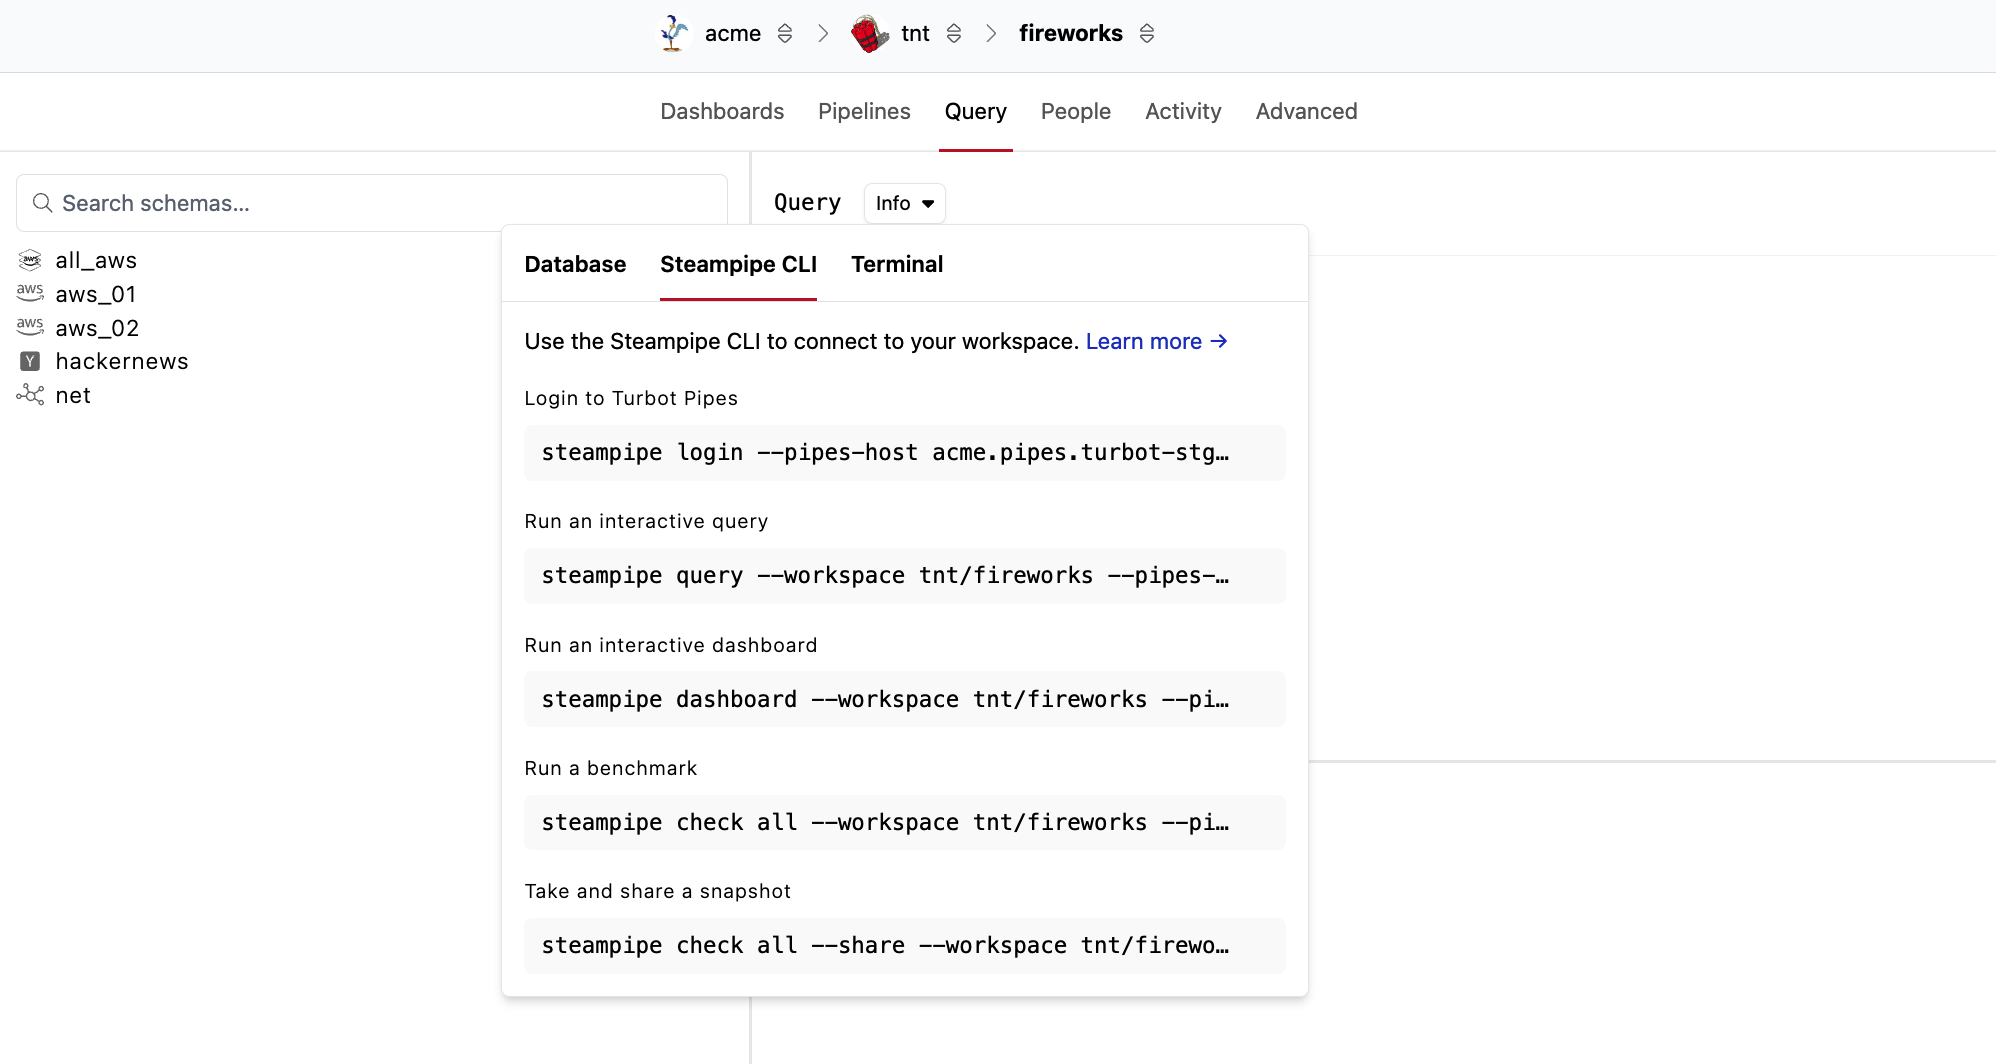 acme
tnt
fireworks
Dashboards Pipelines Query People Activity Advanced
Search schemas...
all_aws
aws
aws_01
aws
aws_02
Y
hackernews
net
Query Info
Database Steampipe CLI Terminal
Use the Steampipe CLI to connect to your workspace. Learn more →
Login to Turbot Pipes
steampipe login --pipes-host acme.pipes.turbot-stg…
Run an interactive query
steampipe query --workspace tnt/fireworks --pipes-…
Run an interactive dashboard
steampipe dashboard --workspace tnt/fireworks --pi…
Run a benchmark
steampipe check all --workspace tnt/fireworks --pi…
Take and share a snapshot
steampipe check all --share --workspace tnt/firewo…